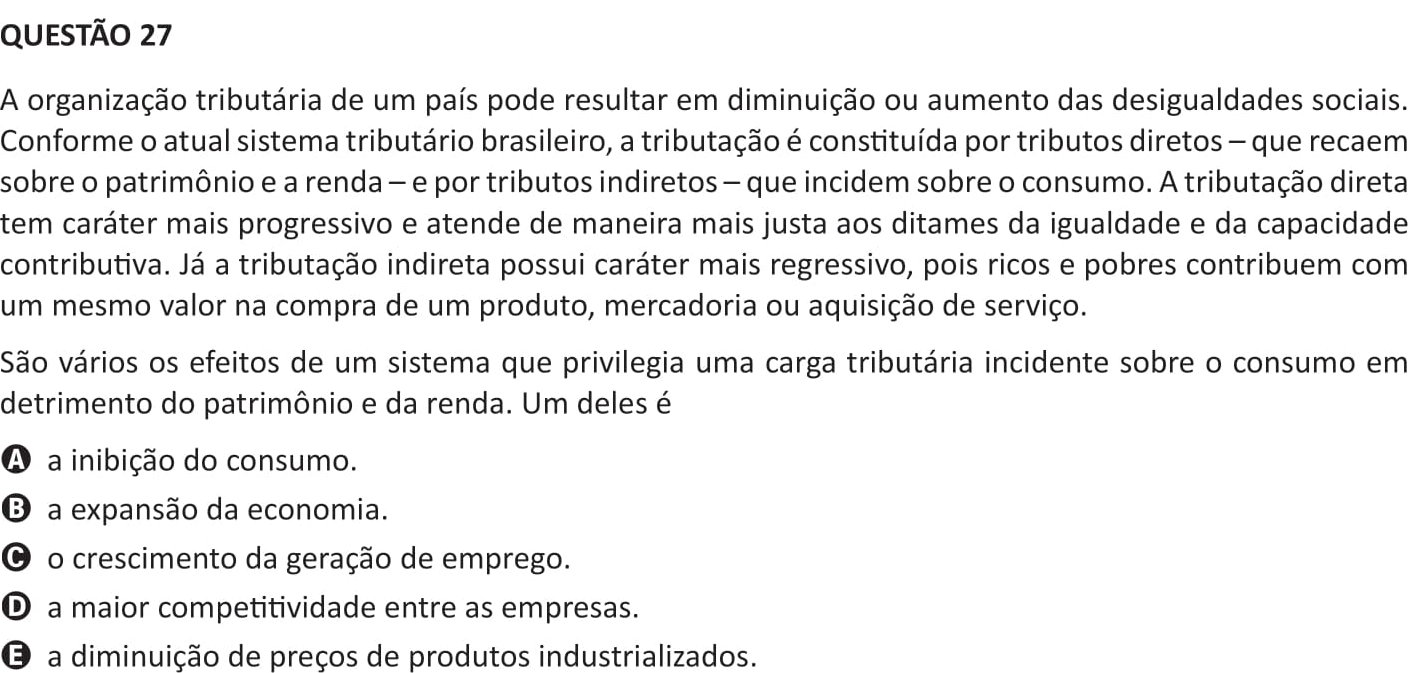 QUESTÃO 27
A organização tributária de um país pode resultar em diminuição ou aumento das desigualdades sociais.
Conforme o atual sistema tributário brasileiro, a tributação é constituída por tributos diretos – que recaem
sobre o patrimônio e a renda – e por tributos indiretos – que incidem sobre o consumo. A tributação direta
tem caráter mais progressivo e atende de maneira mais justa aos ditames da igualdade e da capacidade
contributiva. Já a tributação indireta possui caráter mais regressivo, pois ricos e pobres contribuem com
um mesmo valor na compra de um produto, mercadoria ou aquisição de serviço.
São vários os efeitos de um sistema que privilegia uma carga tributária incidente sobre o consumo em
detrimento do patrimônio e da renda. Um deles é
A a inibição do consumo.
B a expansão da economia.
C o crescimento da geração de emprego.
D a maior competitividade entre as empresas.
E a diminuição de preços de produtos industrializados.